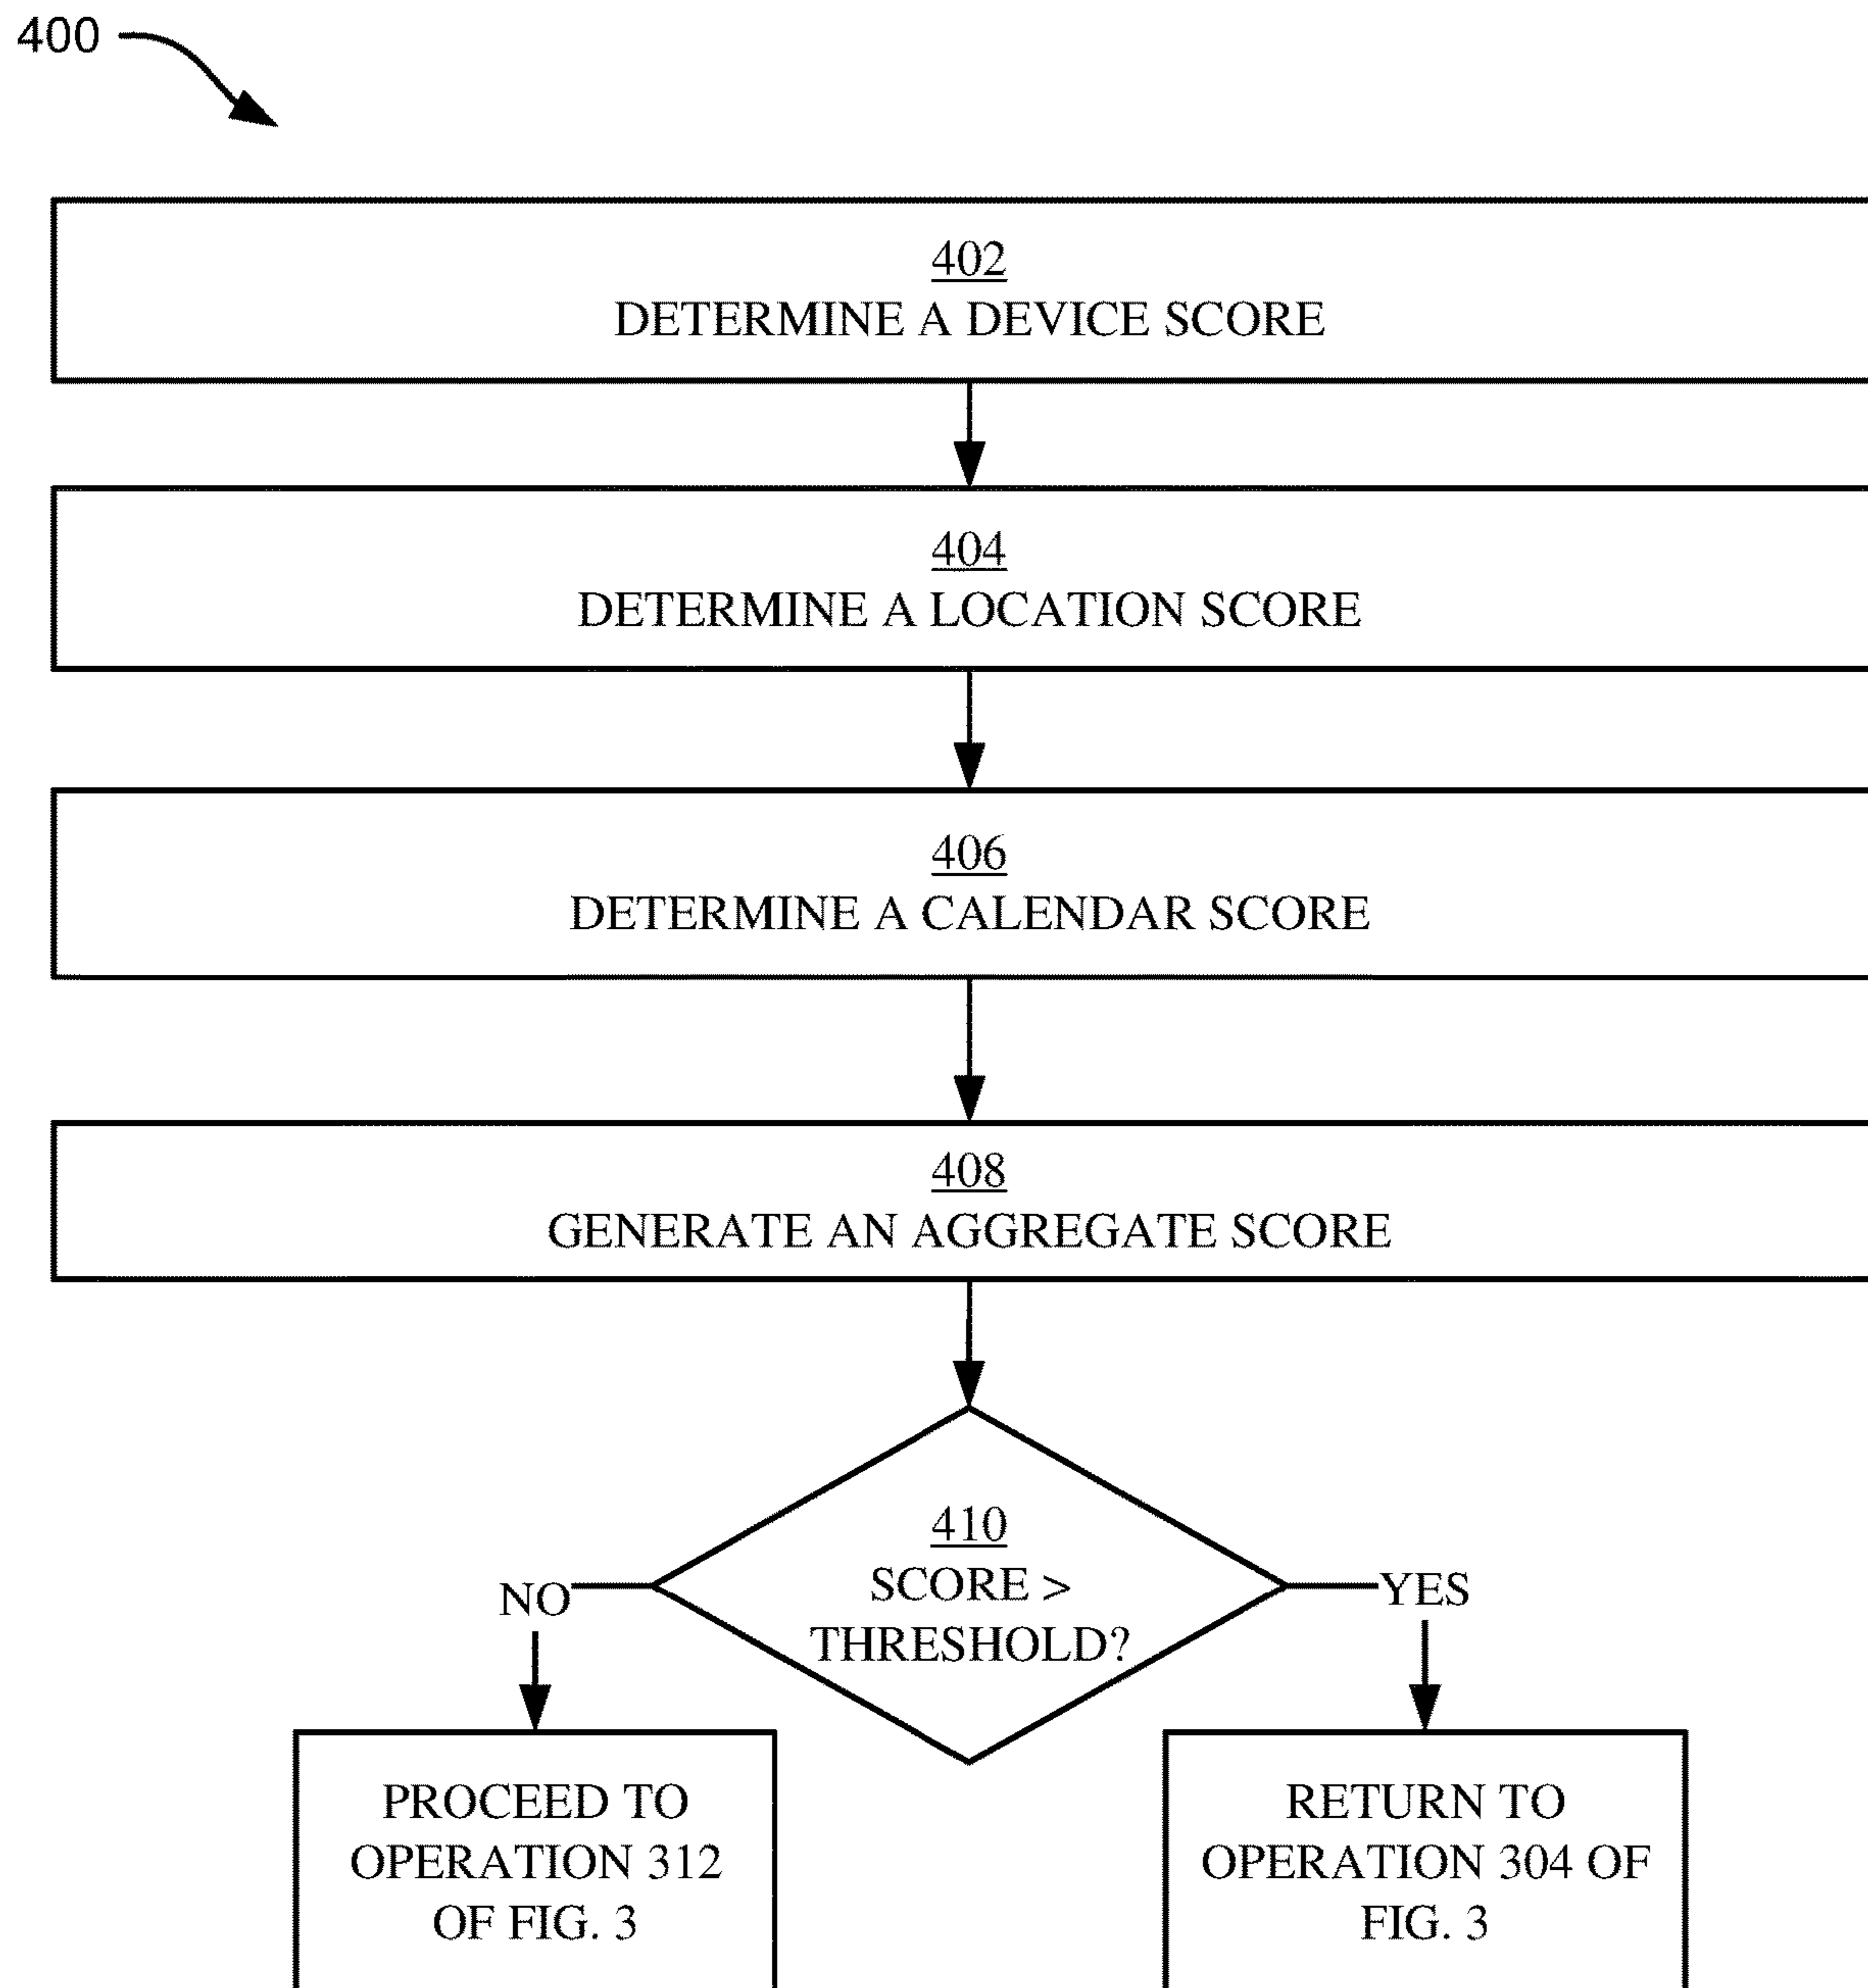 400
402
DETERMINE A DEVICE SCORE
404
DETERMINE A LOCATION SCORE
406
DETERMINE A CALENDAR SCORE
408
GENERATE AN AGGREGATE SCORE
410
SCORE >
THRESHOLD?
NO
YES
PROCEED TO
OPERATION 312
OF FIG. 3
RETURN TO
OPERATION 304 OF
FIG. 3